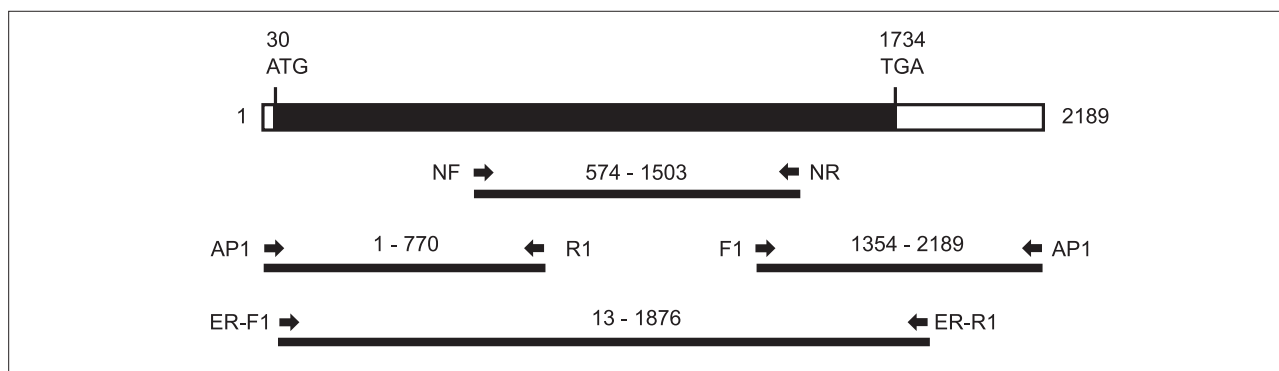 30 1734
ATG TGA
1 2189
NF 574 - 1503 NR
AP1 1 - 770 R1 F1 1354 - 2189 AP1
ER-F1 13 - 1876 ER-R1